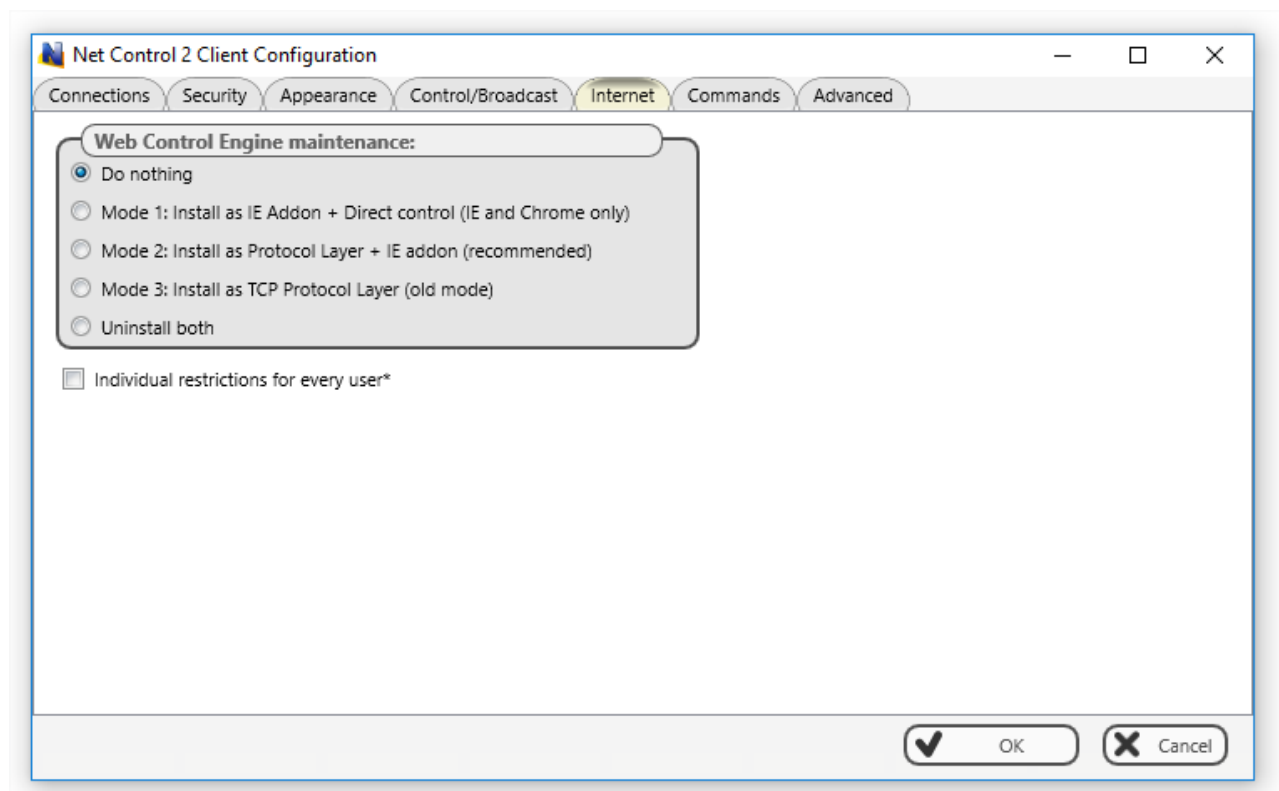 Net Control 2 Client Configuration
Connections Security Appearance Control/Broadcast Internet Commands Advanced
Web Control Engine maintenance:
Do nothing
Mode 1: Install as IE Addon + Direct control (IE and Chrome only)
Mode 2: Install as Protocol Layer + IE addon (recommended)
Mode 3: Install as TCP Protocol Layer (old mode)
Uninstall both
Individual restrictions for every user*
OK Cancel